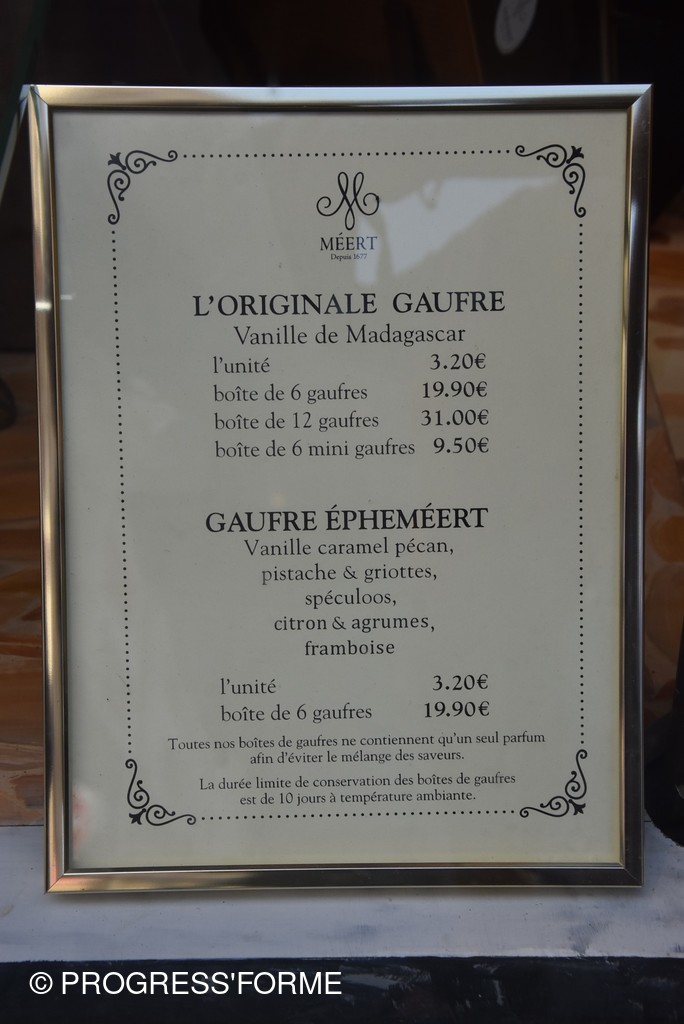 MÉERT
Depuis 1677
L'ORIGINALE GAUFRE
Vanille de Madagascar
l'unité 3.20€
boîte de 6 gaufres 19.90€
boîte de 12 gaufres 31.00€
boîte de 6 mini gaufres 9.50€
GAUFRE ÉPHEMÉERT
Vanille caramel pécan,
pistache & griottes,
spéculoos,
citron & agrumes,
framboise
l'unité 3.20€
boîte de 6 gaufres 19.90€
Toutes nos boîtes de gaufres ne contiennent qu'un seul parfum
afin d'éviter le mélange des saveurs.
La durée limite de conservation des boîtes de gaufres
est de 10 jours à température ambiante.
© PROGRESS'FORME